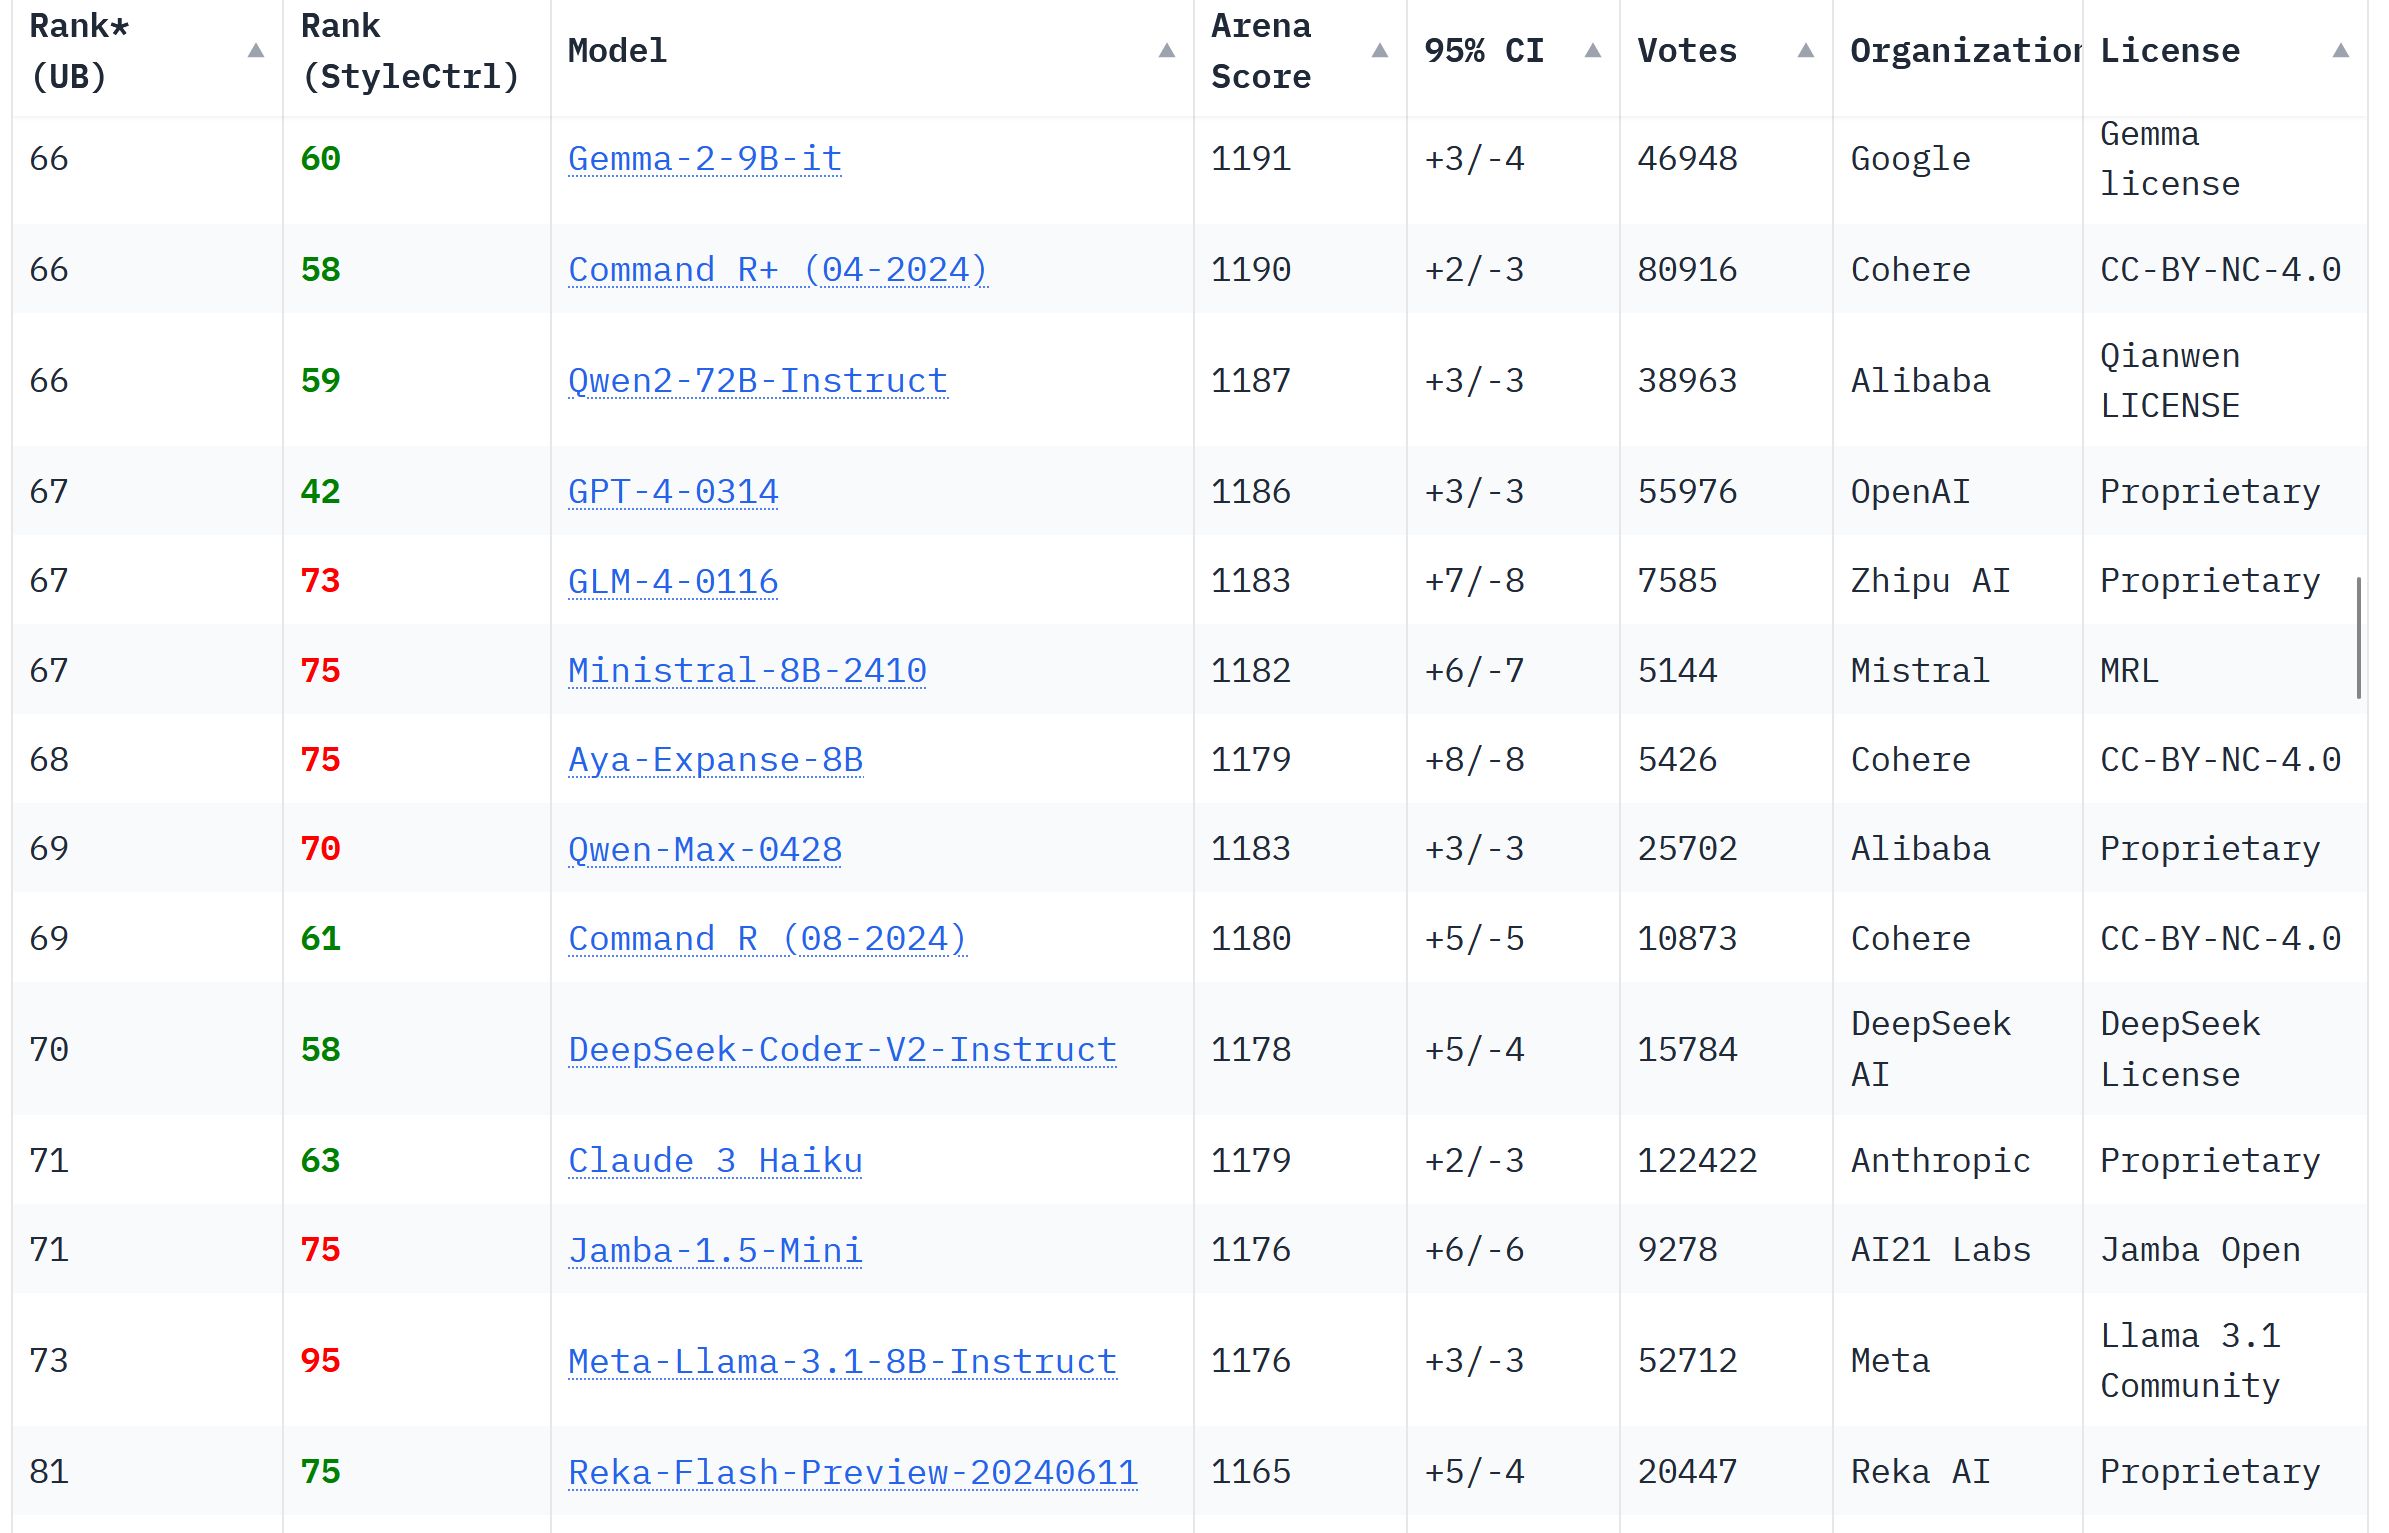 Rank* (UB) ▲ Rank (StyleCtrl) Model ▲ Arena Score ▲ 95% CI ▲ Votes ▲ Organization License ▲
66 60 Gemma-2-9B-it 1191 +3/-4 46948 Google Gemma license
66 58 Command R+ (04-2024) 1190 +2/-3 80916 Cohere CC-BY-NC-4.0
66 59 Qwen2-72B-Instruct 1187 +3/-3 38963 Alibaba Qianwen LICENSE
67 42 GPT-4-0314 1186 +3/-3 55976 OpenAI Proprietary
67 73 GLM-4-0116 1183 +7/-8 7585 Zhipu AI Proprietary
67 75 Ministral-8B-2410 1182 +6/-7 5144 Mistral MRL
68 75 Aya-Expanse-8B 1179 +8/-8 5426 Cohere CC-BY-NC-4.0
69 70 Qwen-Max-0428 1183 +3/-3 25702 Alibaba Proprietary
69 61 Command R (08-2024) 1180 +5/-5 10873 Cohere CC-BY-NC-4.0
70 58 DeepSeek-Coder-V2-Instruct 1178 +5/-4 15784 DeepSeek AI DeepSeek License
71 63 Claude 3 Haiku 1179 +2/-3 122422 Anthropic Proprietary
71 75 Jamba-1.5-Mini 1176 +6/-6 9278 AI21 Labs Jamba Open
73 95 Meta-Llama-3.1-8B-Instruct 1176 +3/-3 52712 Meta Llama 3.1 Community
81 75 Reka-Flash-Preview-20240611 1165 +5/-4 20447 Reka AI Proprietary